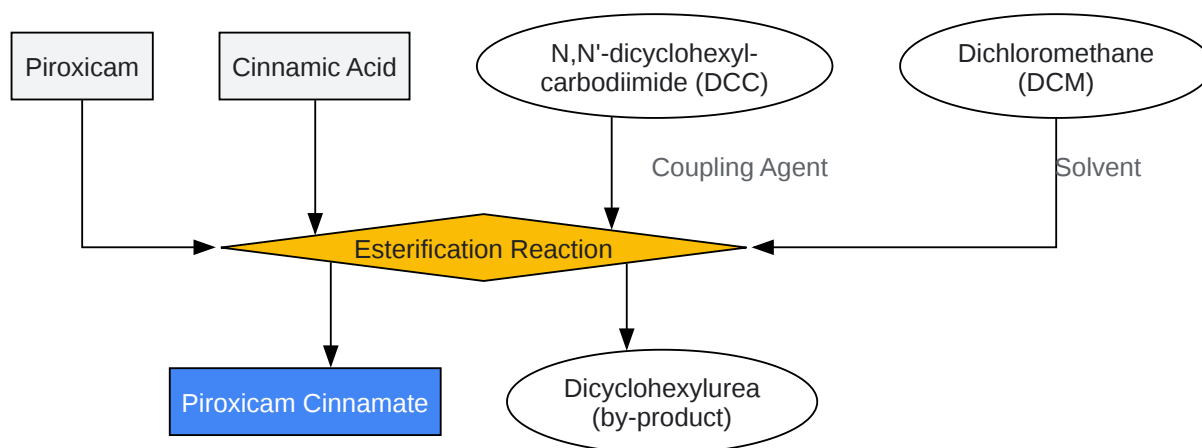 Piroxicam
Cinnamic Acid
N,N'-dicyclohexyl-
carbodiimide (DCC)
Dichloromethane
(DCM)
Coupling Agent
Solvent
Esterification Reaction
Piroxicam Cinnamate
Dicyclohexylurea
(by-product)